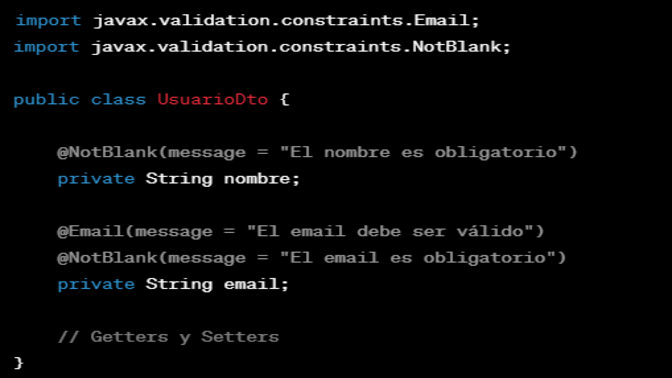 import javax.validation.constraints.Email;
import javax.validation.constraints.NotBlank;
public class UsuarioDto {
@NotBlank(message = "El nombre es obligatorio")
private String nombre;
@Email(message = "El email debe ser válido")
@NotBlank(message = "El email es obligatorio")
private String email;
// Getters y Setters
}